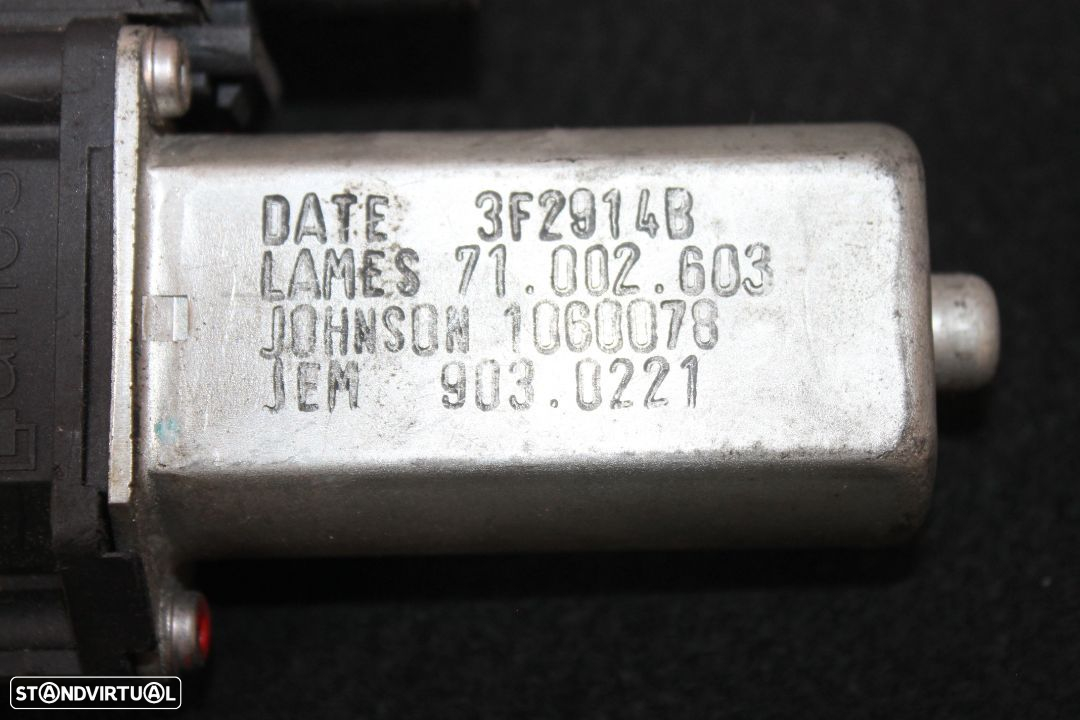 DATE 3F2914B
LAMES 71.002.603
JOHNSON 1060078
JEM 903.0221
STANDVIRTUAL